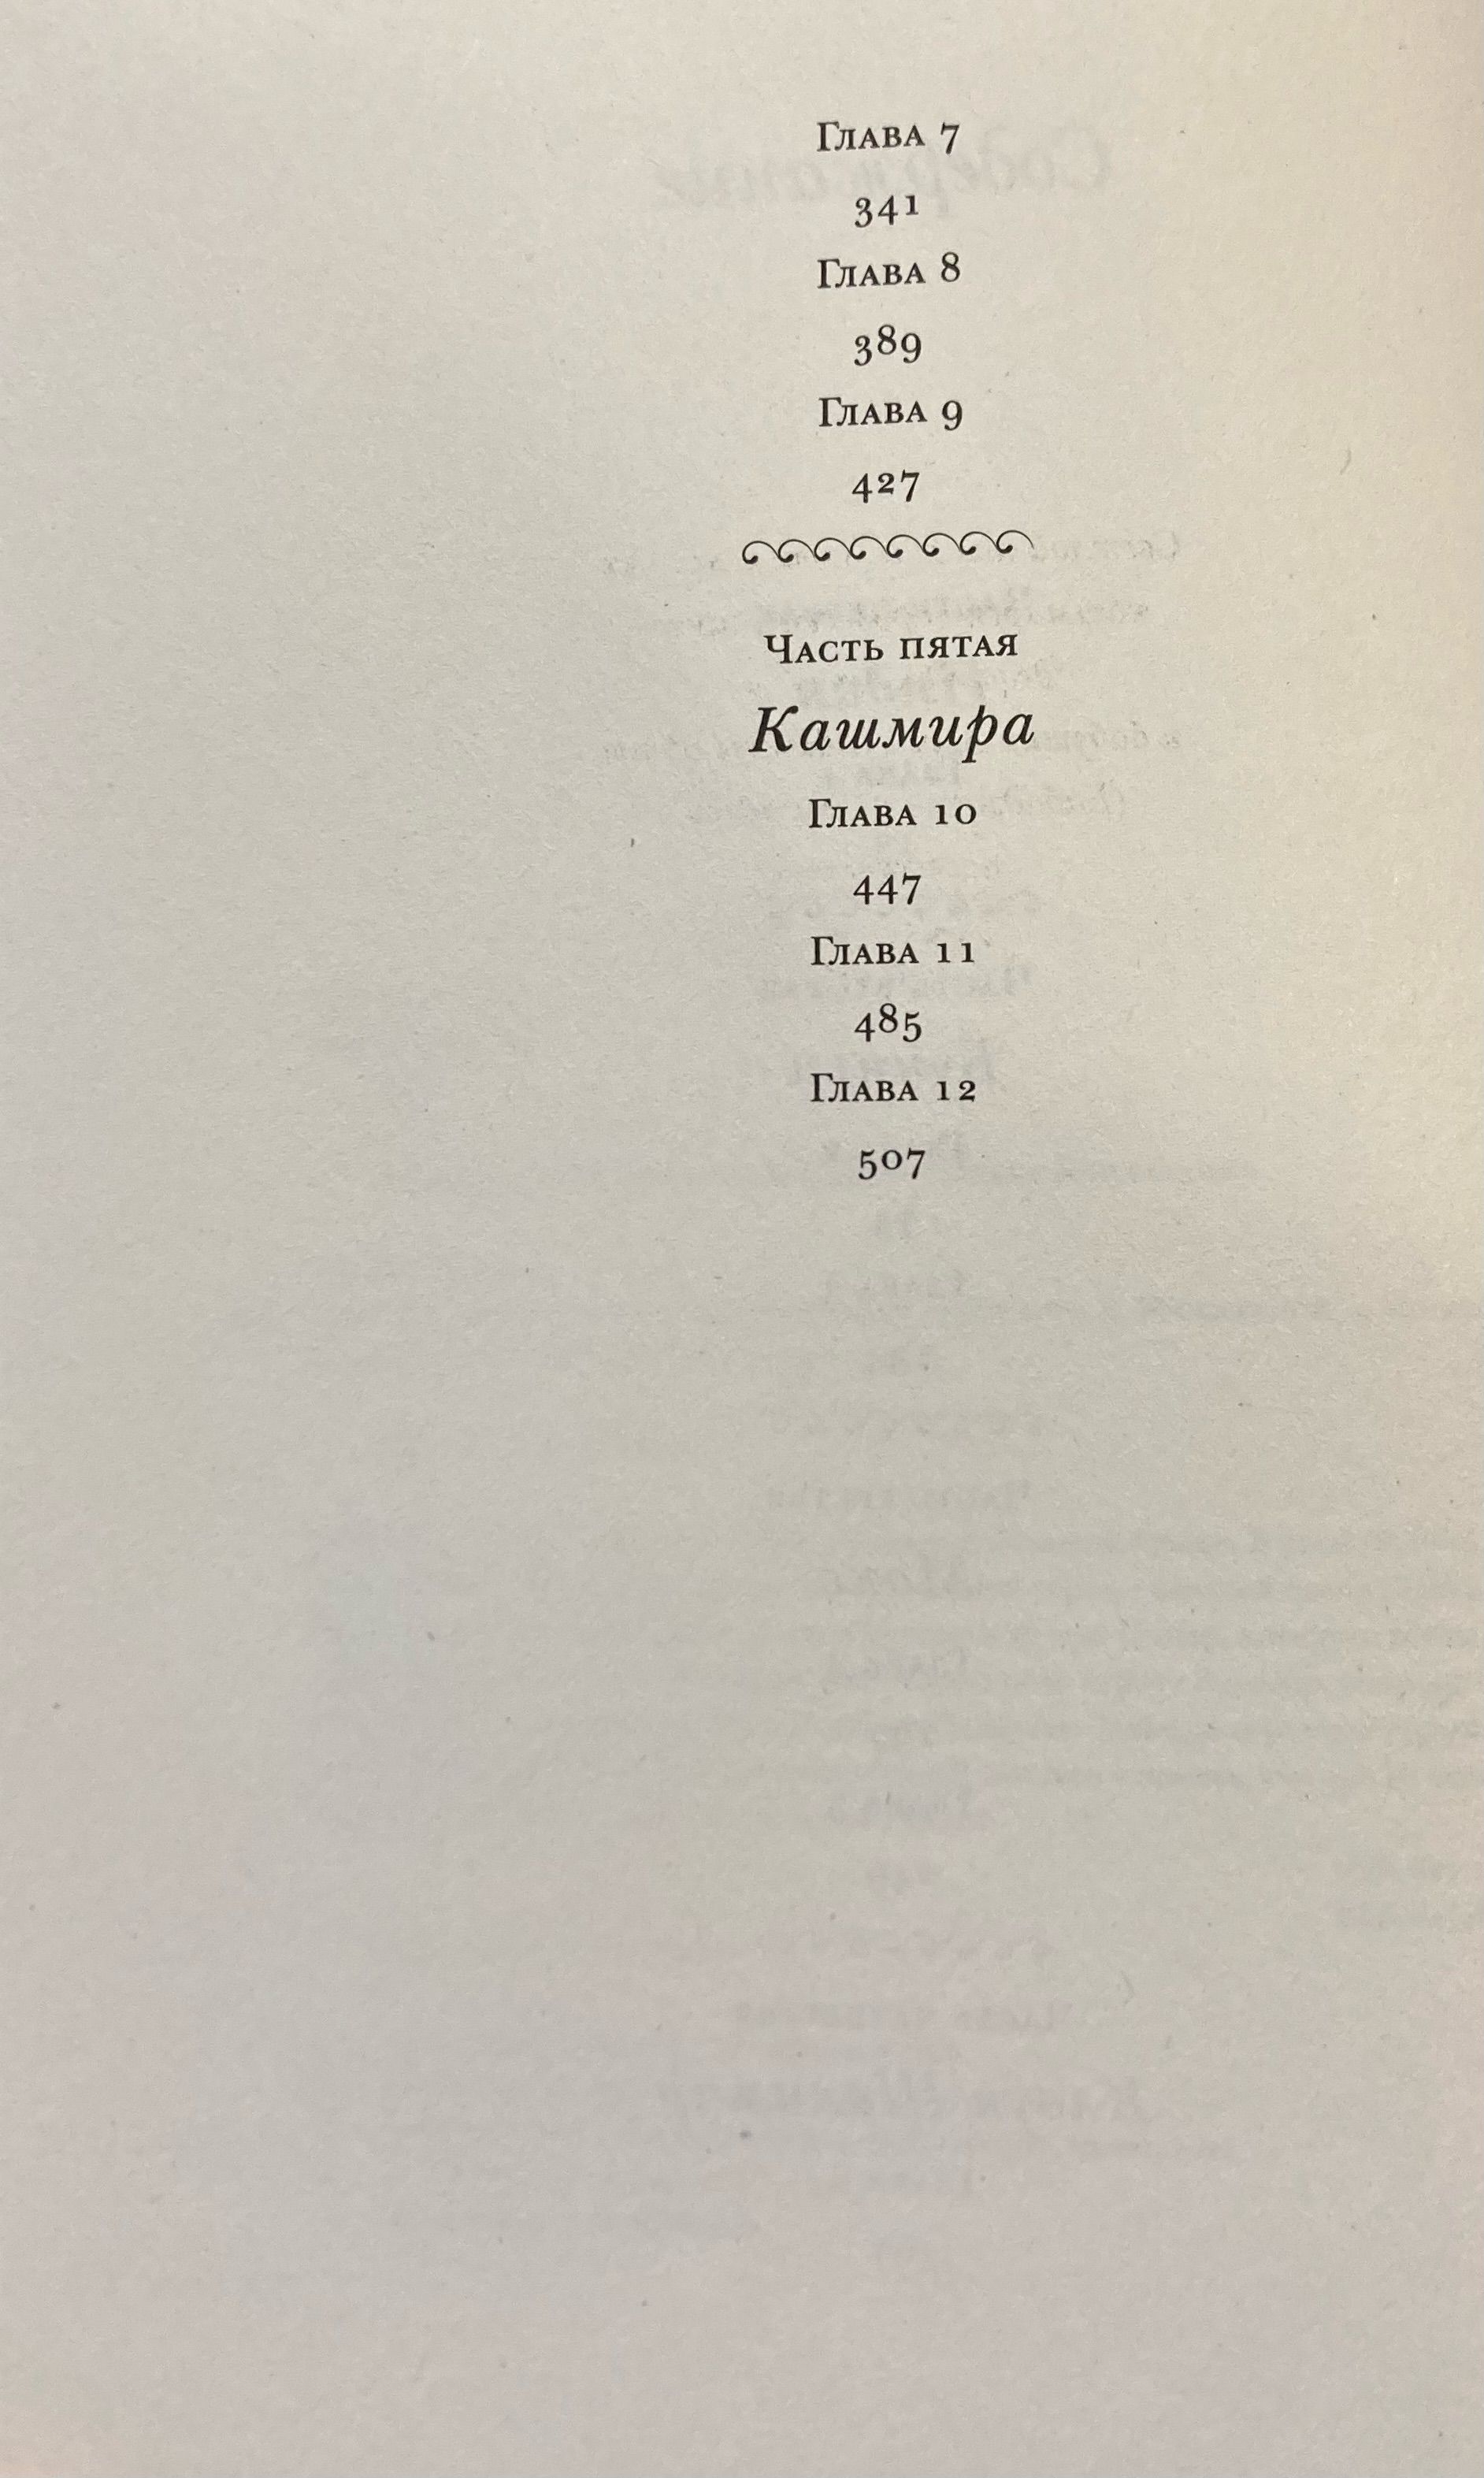 Глава 7
341
Глава 8
389
Глава 9
427
Часть пятая
Кашмира
Глава 10
447
Глава 11
485
Глава 12
507